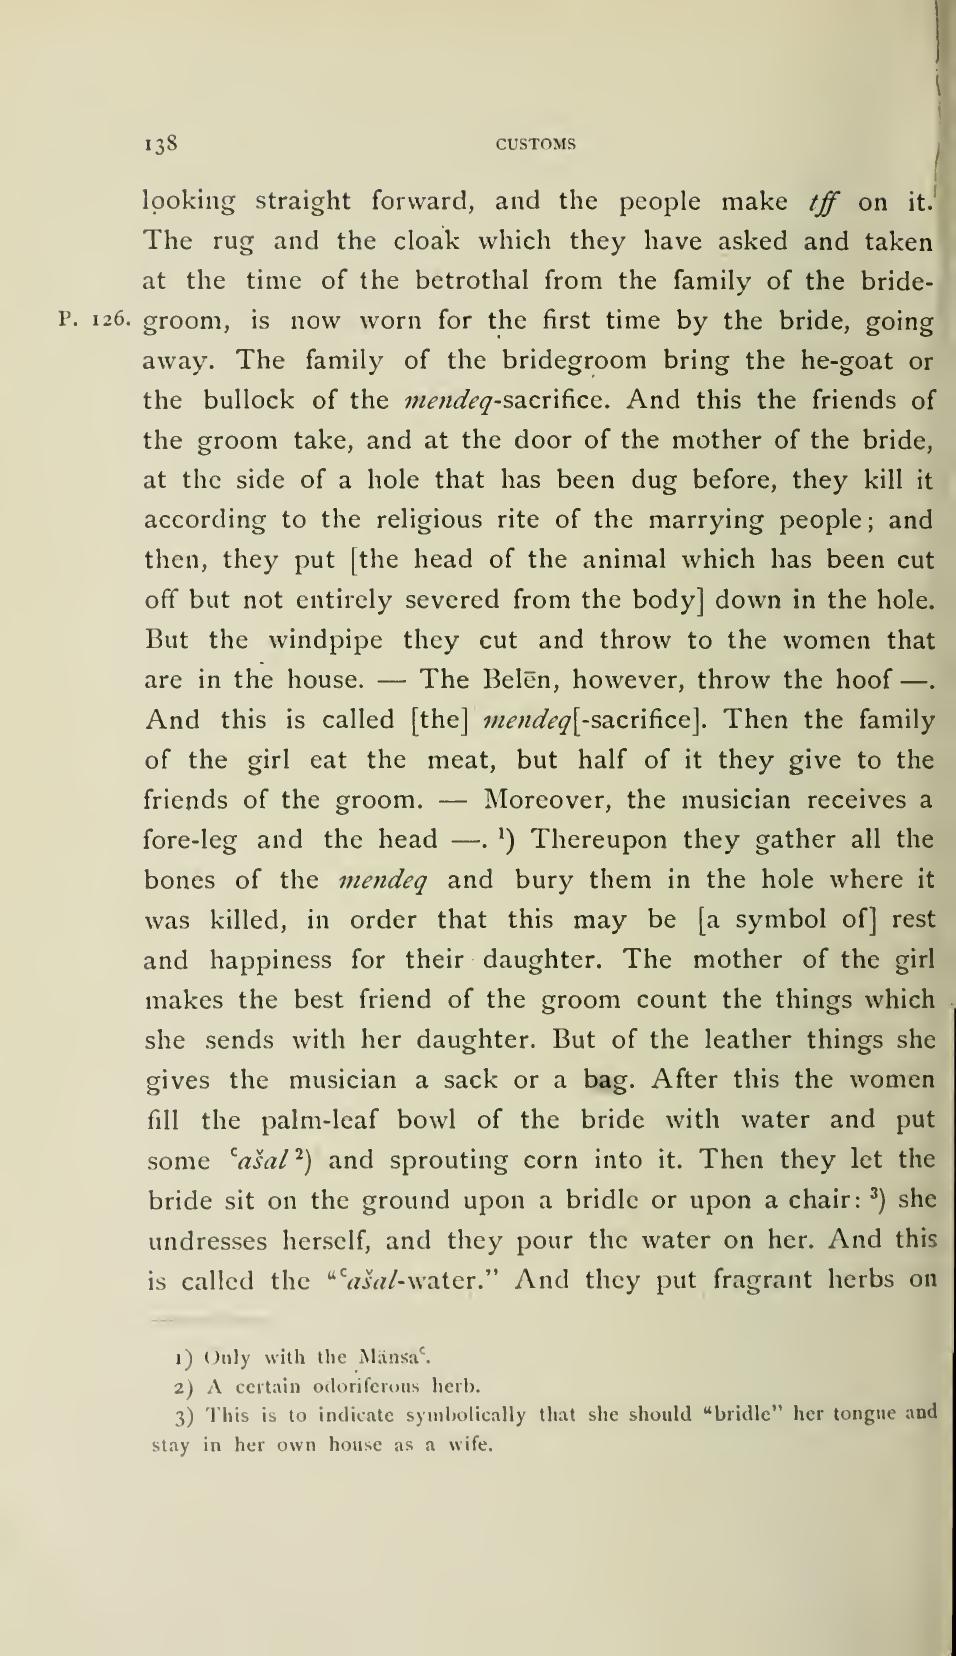 138 CUSTOMS
looking straight forward, and the people make tff on it.
The rug and the cloak which they have asked and taken
at the time of the betrothal from the family of the bride-
P. 126. groom, is now worn for the first time by the bride, going
away. The family of the bridegroom bring the he-goat or
the bullock of the mendeq-sacrifice. And this the friends of
the groom take, and at the door of the mother of the bride,
at the side of a hole that has been dug before, they kill it
according to the religious rite of the marrying people; and
then, they put [the head of the animal which has been cut
off but not entirely severed from the body] down in the hole.
But the windpipe they cut and throw to the women that
are in the house. — The Belēn, however, throw the hoof —.
And this is called [the] mendeq[-sacrifice]. Then the family
of the girl eat the meat, but half of it they give to the
friends of the groom. — Moreover, the musician receives a
fore-leg and the head —. ¹) Thereupon they gather all the
bones of the mendeq and bury them in the hole where it
was killed, in order that this may be [a symbol of] rest
and happiness for their daughter. The mother of the girl
makes the best friend of the groom count the things which
she sends with her daughter. But of the leather things she
gives the musician a sack or a bag. After this the women
fill the palm-leaf bowl of the bride with water and put
some ʿašal ²) and sprouting corn into it. Then they let the
bride sit on the ground upon a bridle or upon a chair: ³) she
undresses herself, and they pour the water on her. And this
is called the “ʿašal-water.” And they put fragrant herbs on
1) Only with the Mänsaʿ.
2) A certain odoriferous herb.
3) This is to indicate symbolically that she should “bridle” her tongue and
stay in her own house as a wife.